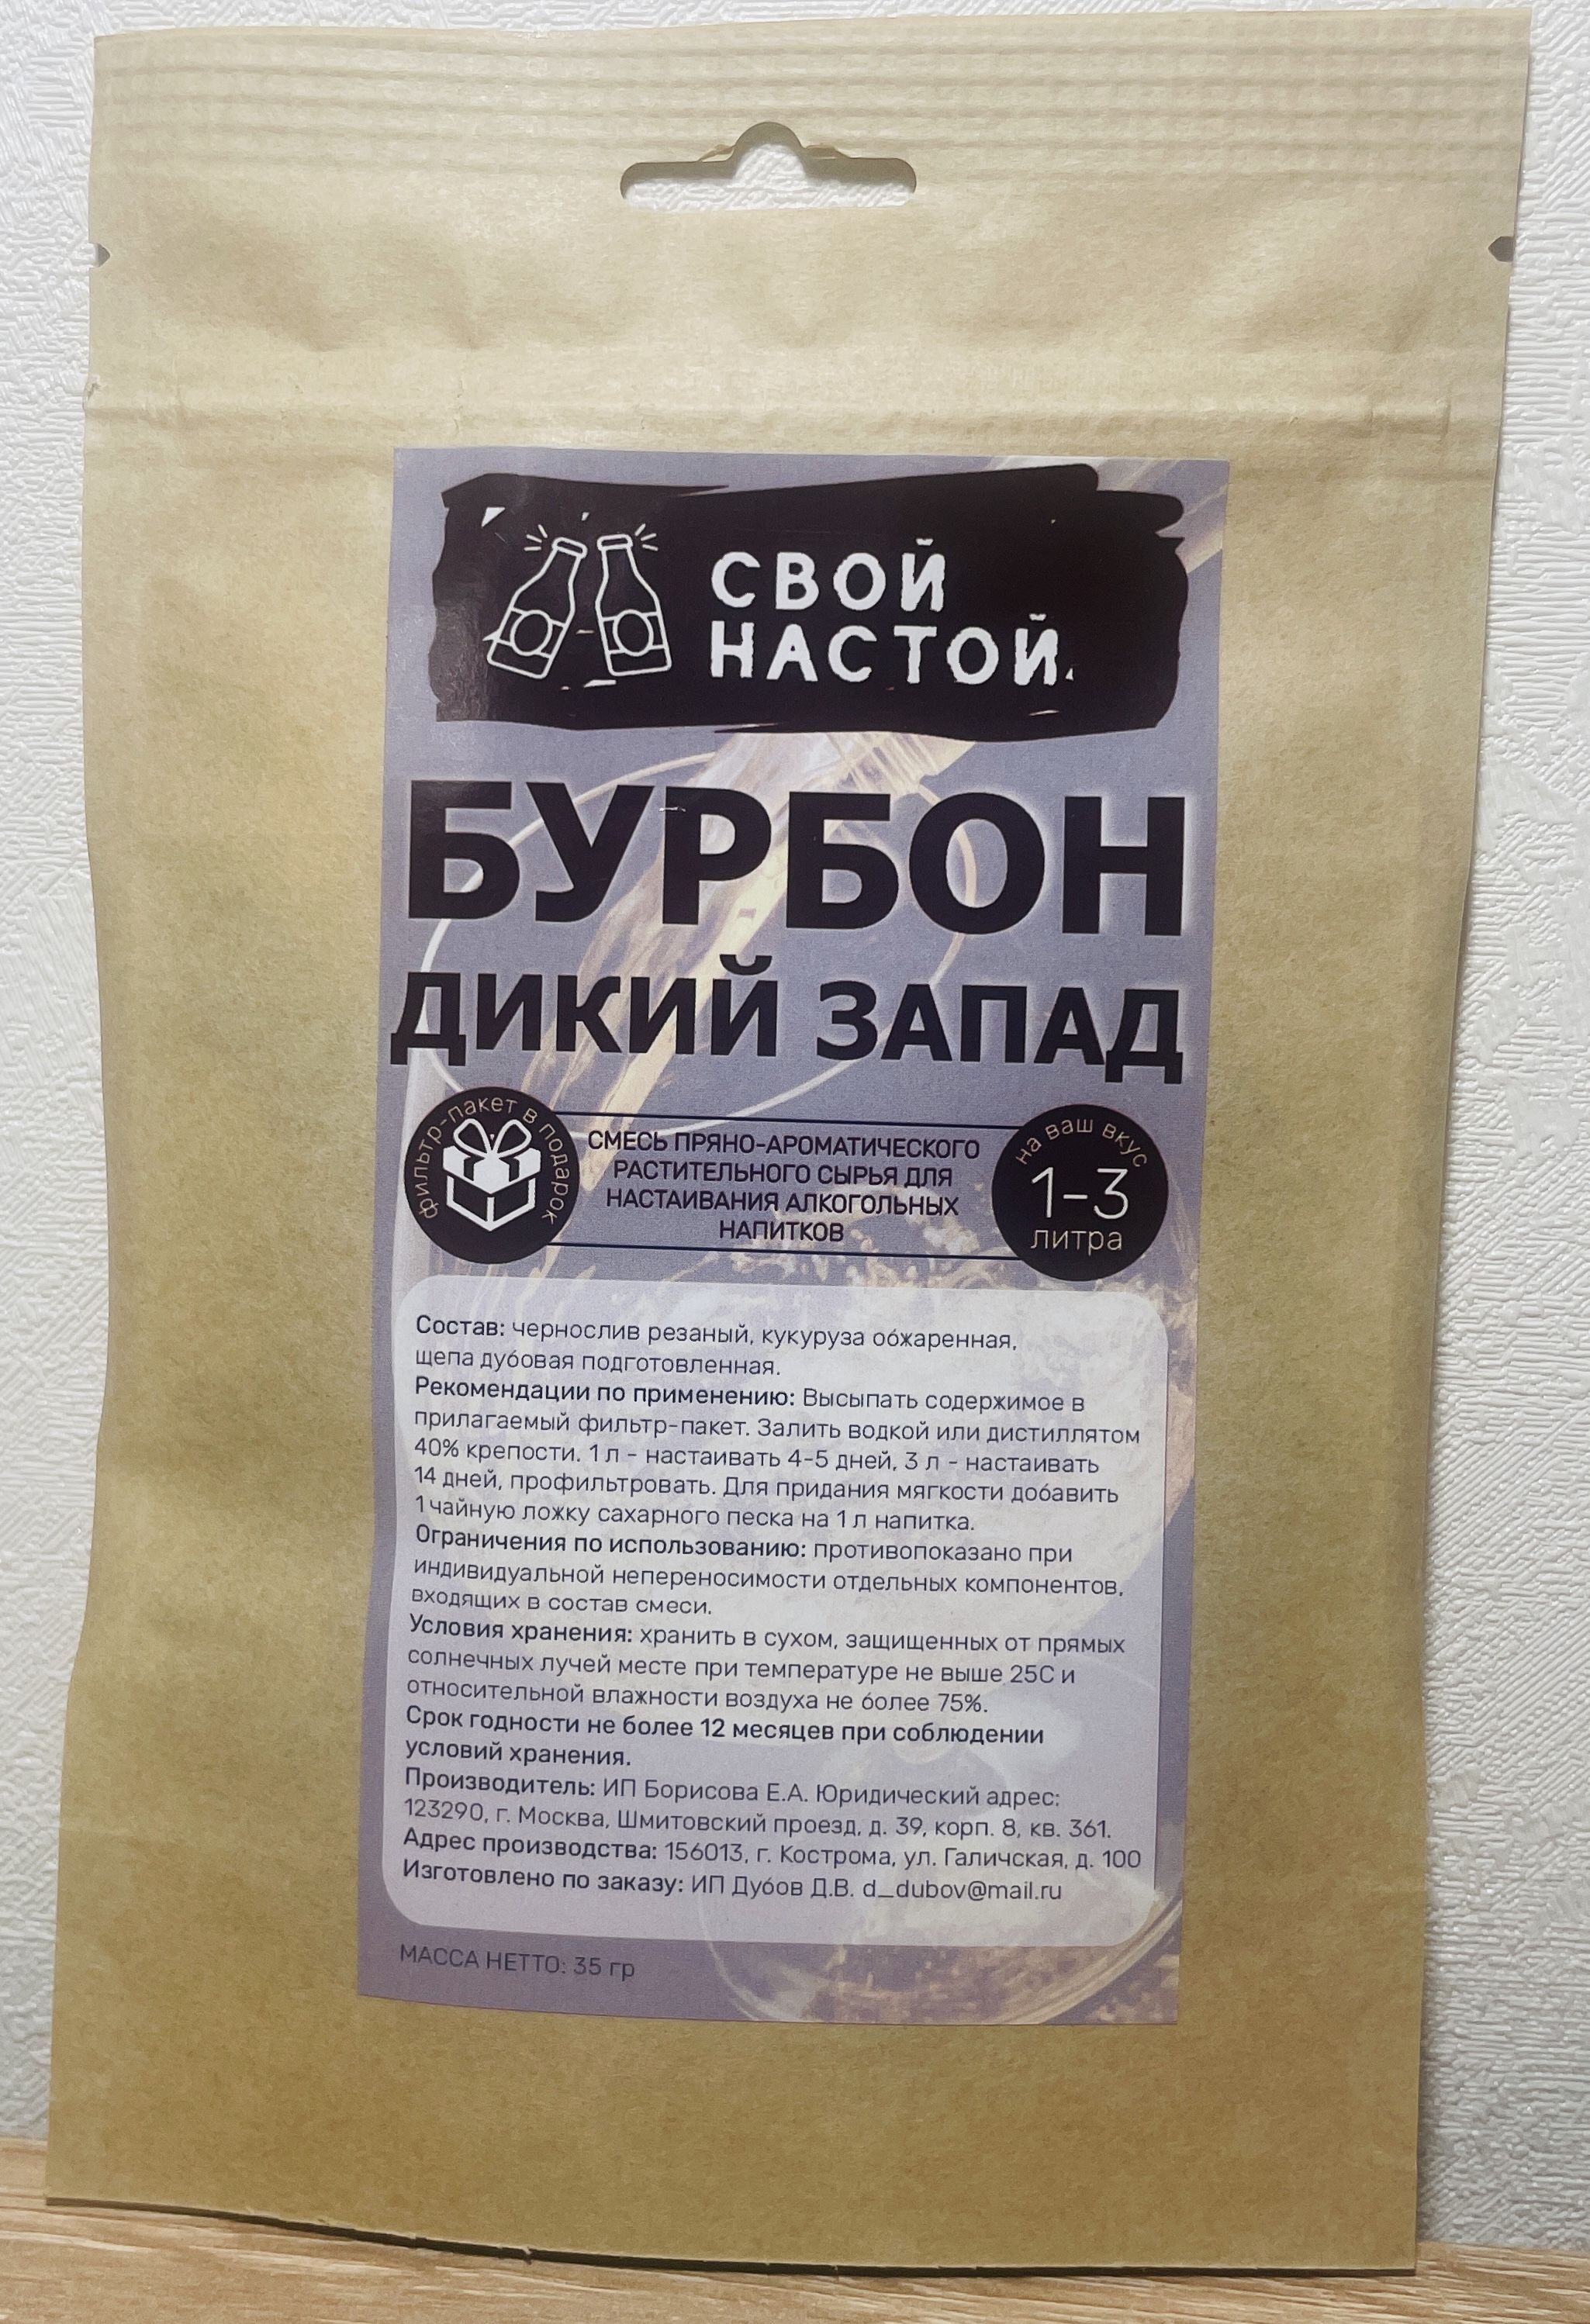 СВОЙ
НАСТОЙ
БУРБОН
ДИКИЙ ЗАПАД
фильтр-пакет в подарок
СМЕСЬ ПРЯНО-АРОМАТИЧЕСКОГО
РАСТИТЕЛЬНОГО СЫРЬЯ ДЛЯ
НАСТАИВАНИЯ АЛКОГОЛЬНЫХ
НАПИТКОВ
на ваш вкус
1-3
литра
Состав: чернослив резаный, кукуруза обжаренная,
щепа дубовая подготовленная.
Рекомендации по применению: Высыпать содержимое в
прилагаемый фильтр-пакет. Залить водкой или дистиллятом
40% крепости. 1 л - настаивать 4-5 дней, 3 л - настаивать
14 дней, профильтровать. Для придания мягкости добавить
1 чайную ложку сахарного песка на 1 л напитка.
Ограничения по использованию: противопоказано при
индивидуальной непереносимости отдельных компонентов,
входящих в состав смеси.
Условия хранения: хранить в сухом, защищенных от прямых
солнечных лучей месте при температуре не выше 25С и
относительной влажности воздуха не более 75%.
Срок годности не более 12 месяцев при соблюдении
условий хранения.
Производитель: ИП Борисова Е.А. Юридический адрес:
123290, г. Москва, Шмитовский проезд, д. 39, корп. 8, кв. 361.
Адрес производства: 156013, г. Кострома, ул. Галичская, д. 100
Изготовлено по заказу: ИП Дубов Д.В. d_dubov@mail.ru
МАССА НЕТТО: 35 гр